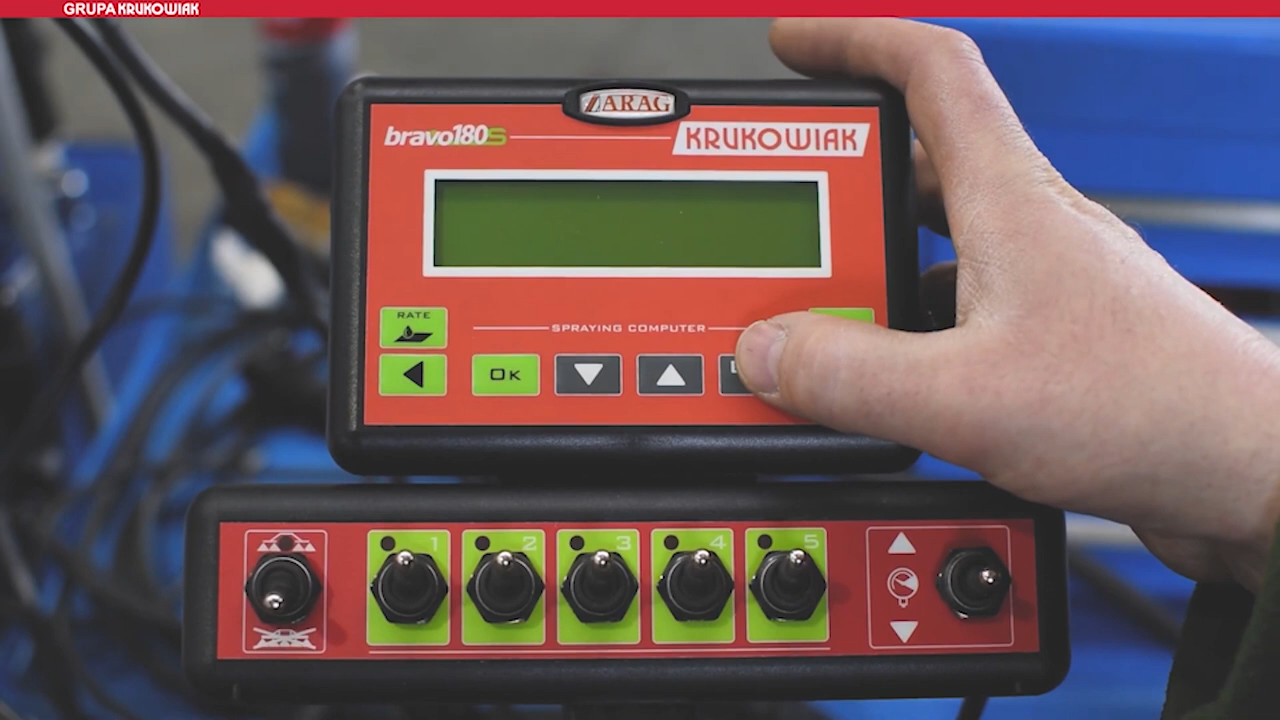 GRUPA KRUKOWIAK
ARAG
bravo180S
KRUKOWIAK
RATE
SPRAYING COMPUTER
OK
1
2
3
4
5